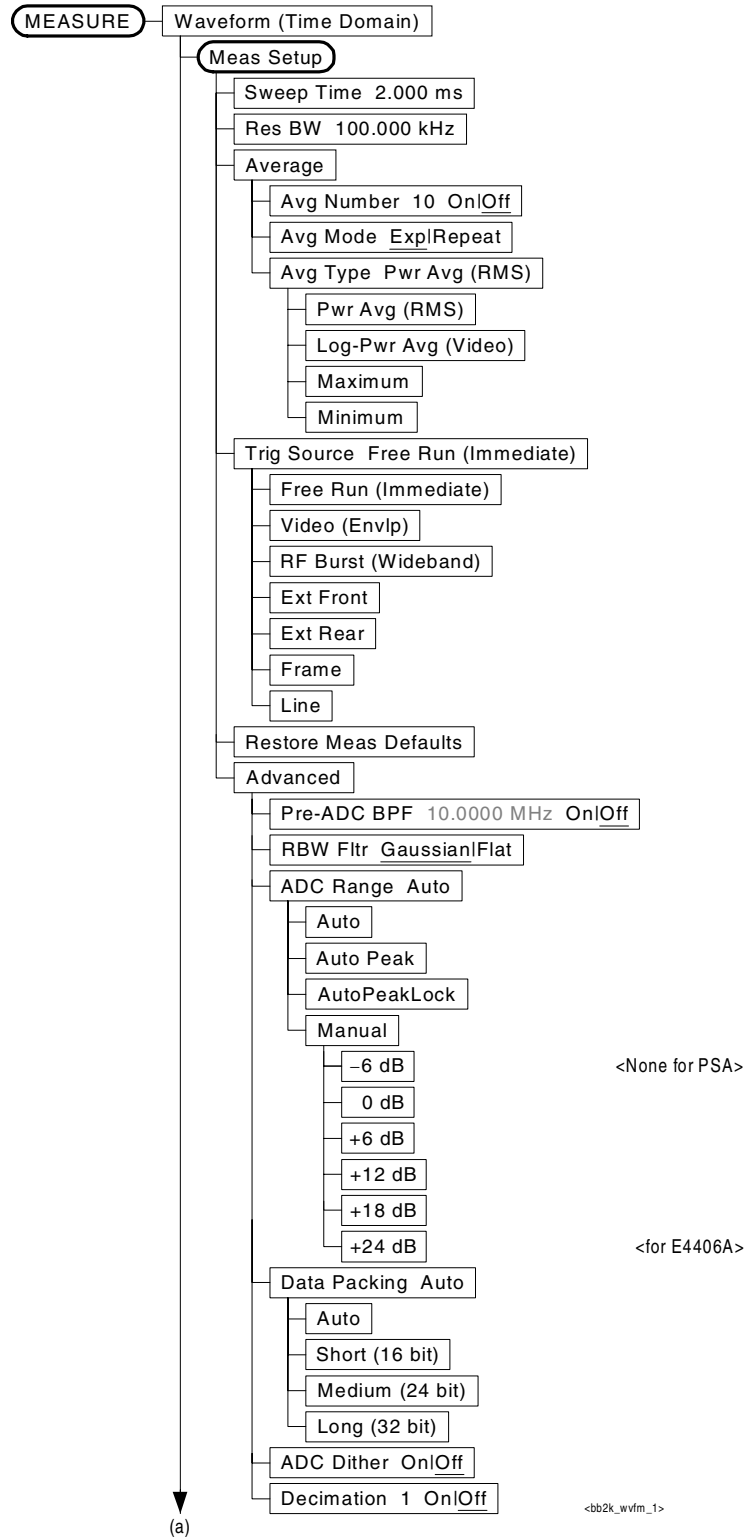 MEASURE Waveform (Time Domain)
Meas Setup
Sweep Time 2.000 ms
Res BW 100.000 kHz
Average
Avg Number 10 On|Off
Avg Mode Exp|Repeat
Avg Type Pwr Avg (RMS)
Pwr Avg (RMS)
Log-Pwr Avg (Video)
Maximum
Minimum
Trig Source Free Run (Immediate)
Free Run (Immediate)
Video (Envlp)
RF Burst (Wideband)
Ext Front
Ext Rear
Frame
Line
Restore Meas Defaults
Advanced
Pre-ADC BPF 10.0000 MHz On|Off
RBW Fltr Gaussian|Flat
ADC Range Auto
Auto
Auto Peak
AutoPeakLock
Manual
−6 dB <None for PSA>
0 dB
+6 dB
+12 dB
+18 dB
+24 dB <for E4406A>
Data Packing Auto
Auto
Short (16 bit)
Medium (24 bit)
Long (32 bit)
ADC Dither On|Off
Decimation 1 On|Off
<bb2k_wvfm_1>
(a)